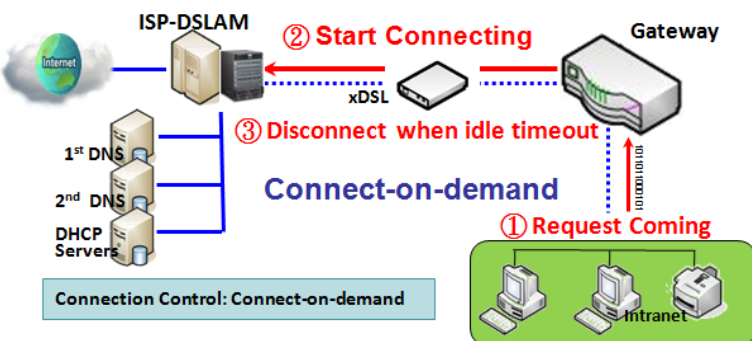 ISP-DSLAM
② Start Connecting
Gateway
Internet
xDSL
③ Disconnect when idle timeout
1st DNS
2nd DNS
DHCP
Servers
Connect-on-demand
101101000101
① Request Coming
Intranet
Connection Control: Connect-on-demand